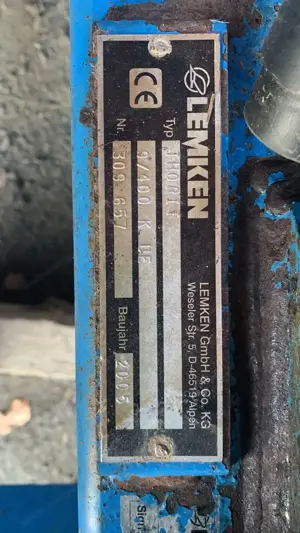 LEMKEN
LEMKEN GmbH & Co. KG
Weseler Str. 5, D-46519 Alpen
CE
Typ THORIT
9/400 K UE
Nr. 309 657 Baujahr 2005